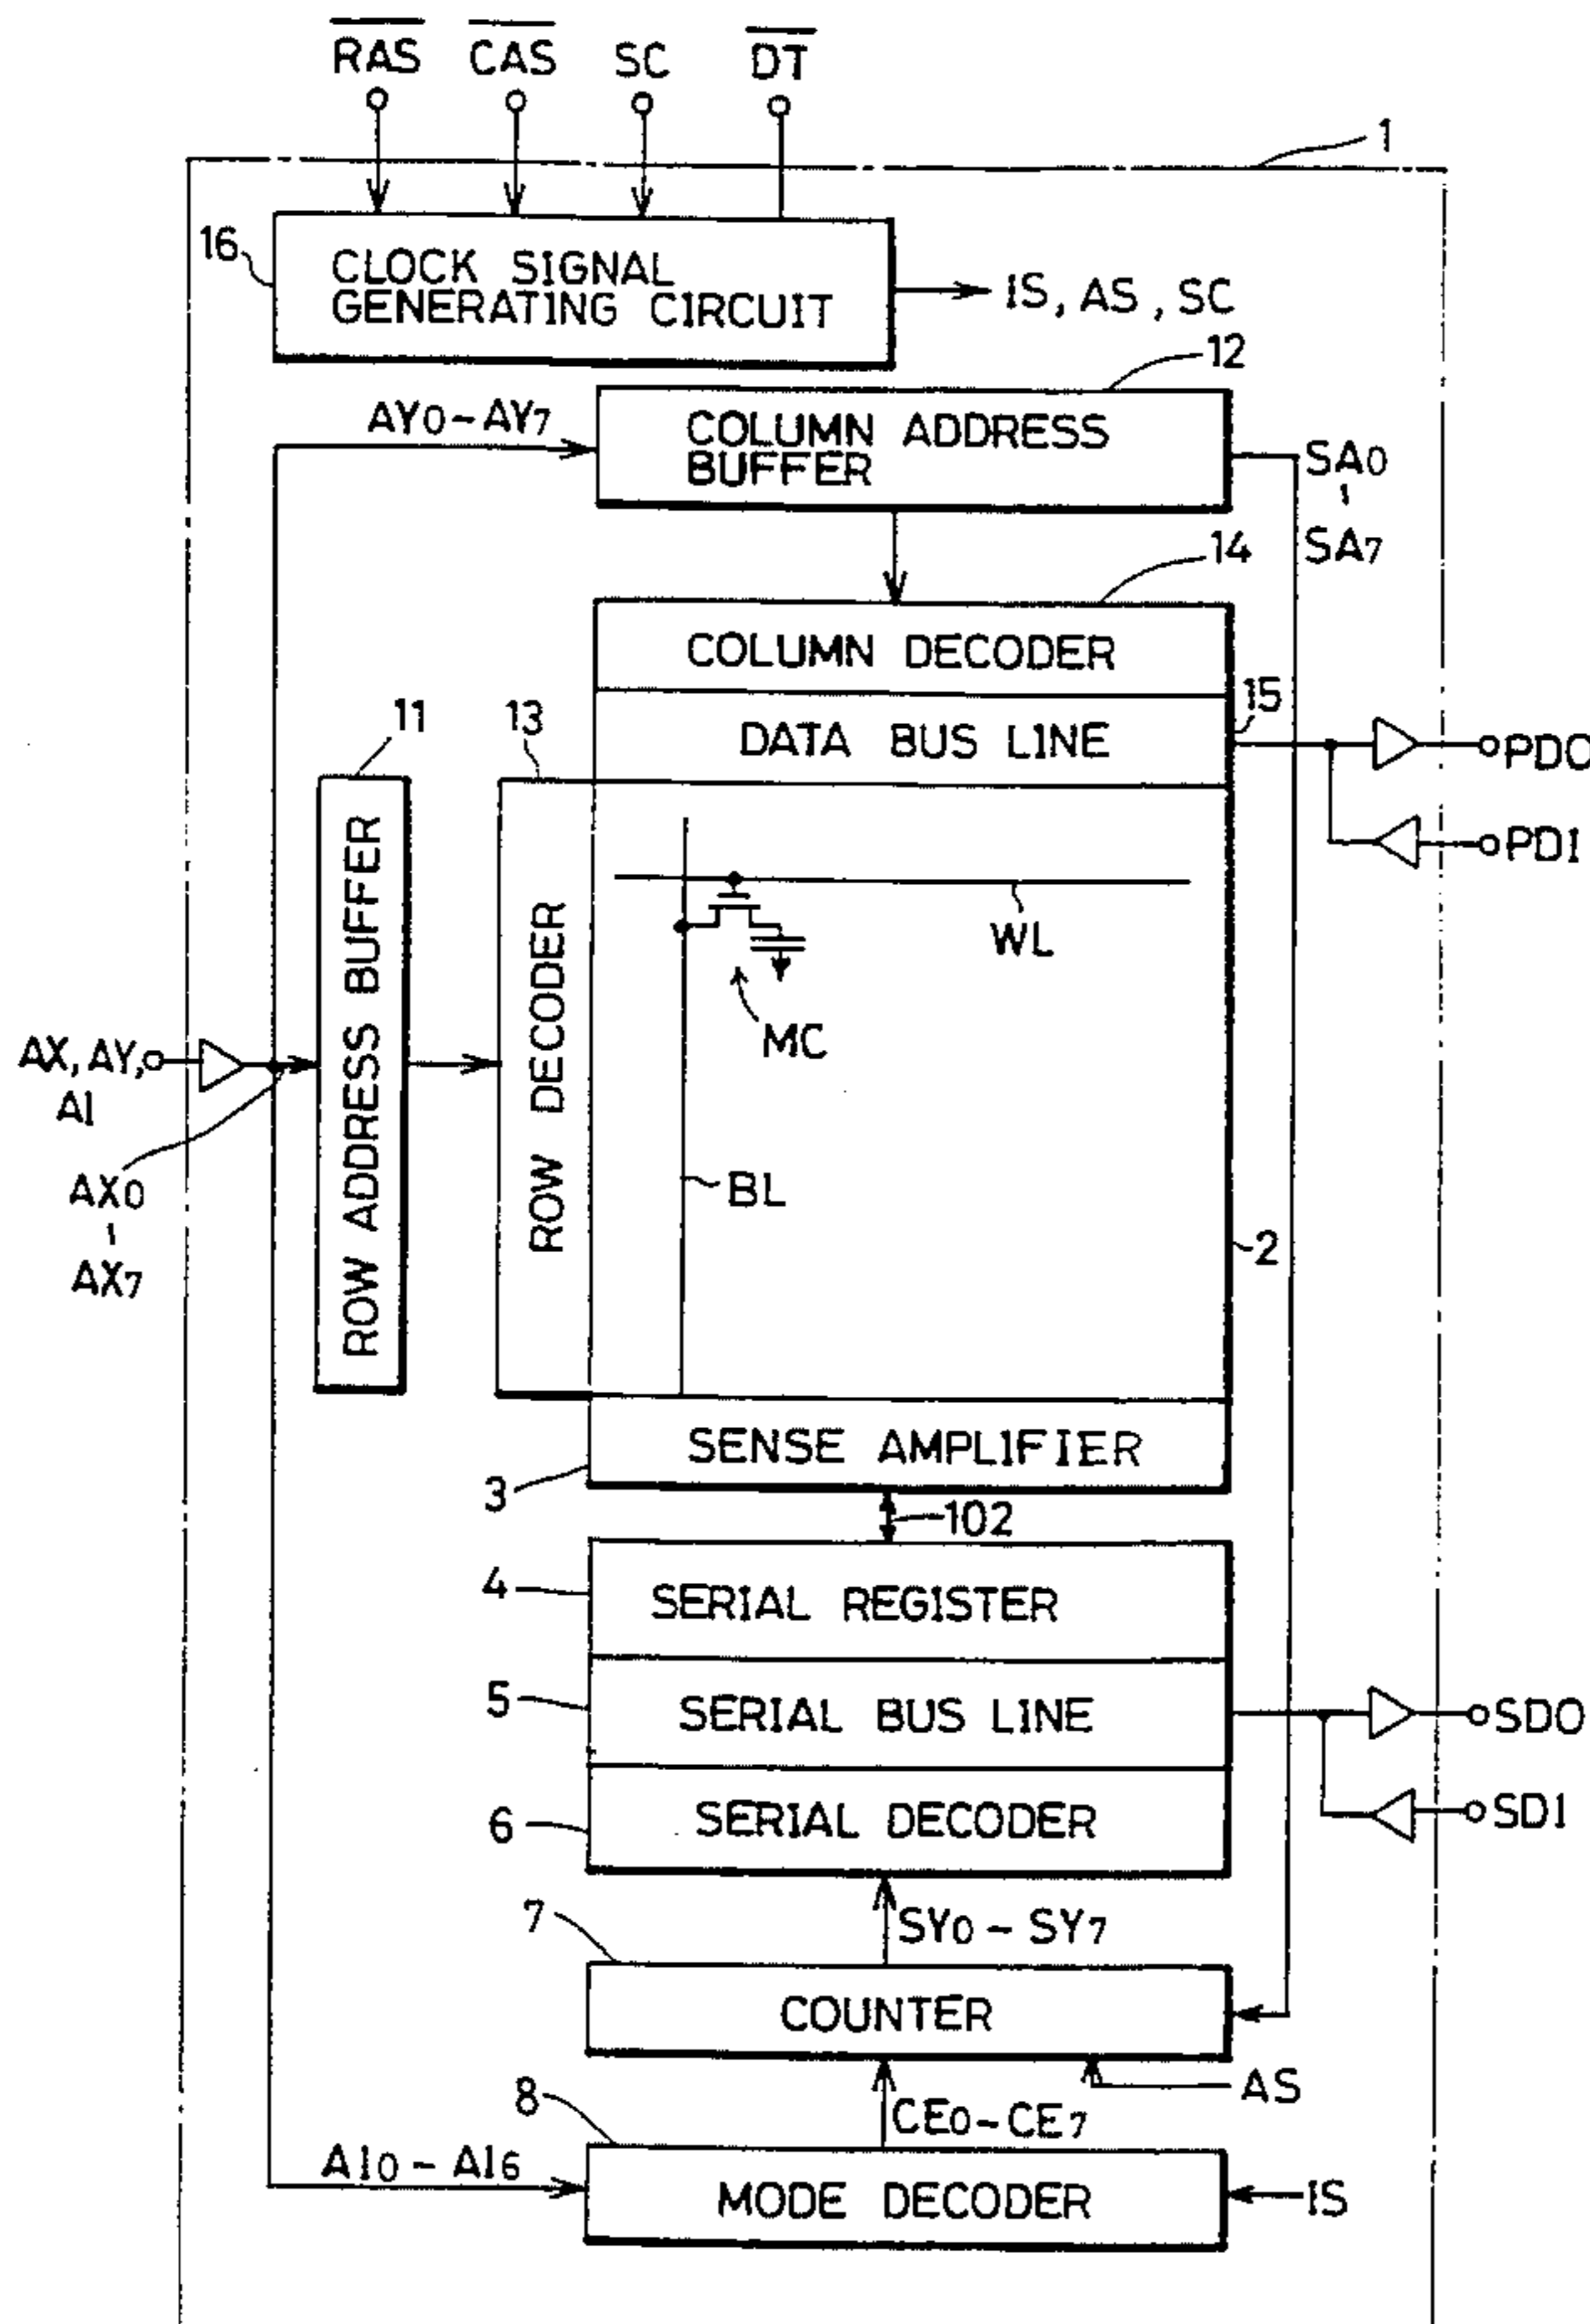 RAS CAS SC DT
1
16
CLOCK SIGNAL
GENERATING CIRCUIT
IS, AS, SC
12
AY0-AY7
COLUMN ADDRESS
BUFFER
SA0
-
SA7
14
COLUMN DECODER
15
11
13
DATA BUS LINE
PDO
PDI
ROW ADDRESS BUFFER
ROW DECODER
WL
MC
AX, AY,
AI
AX0
-
AX7
BL
2
SENSE AMPLIFIER
3
102
4
SERIAL REGISTER
5
SERIAL BUS LINE
SDO
6
SERIAL DECODER
SDI
7
SY0-SY7
COUNTER
AS
8
CE0-CE7
AI0-AI6
MODE DECODER
IS